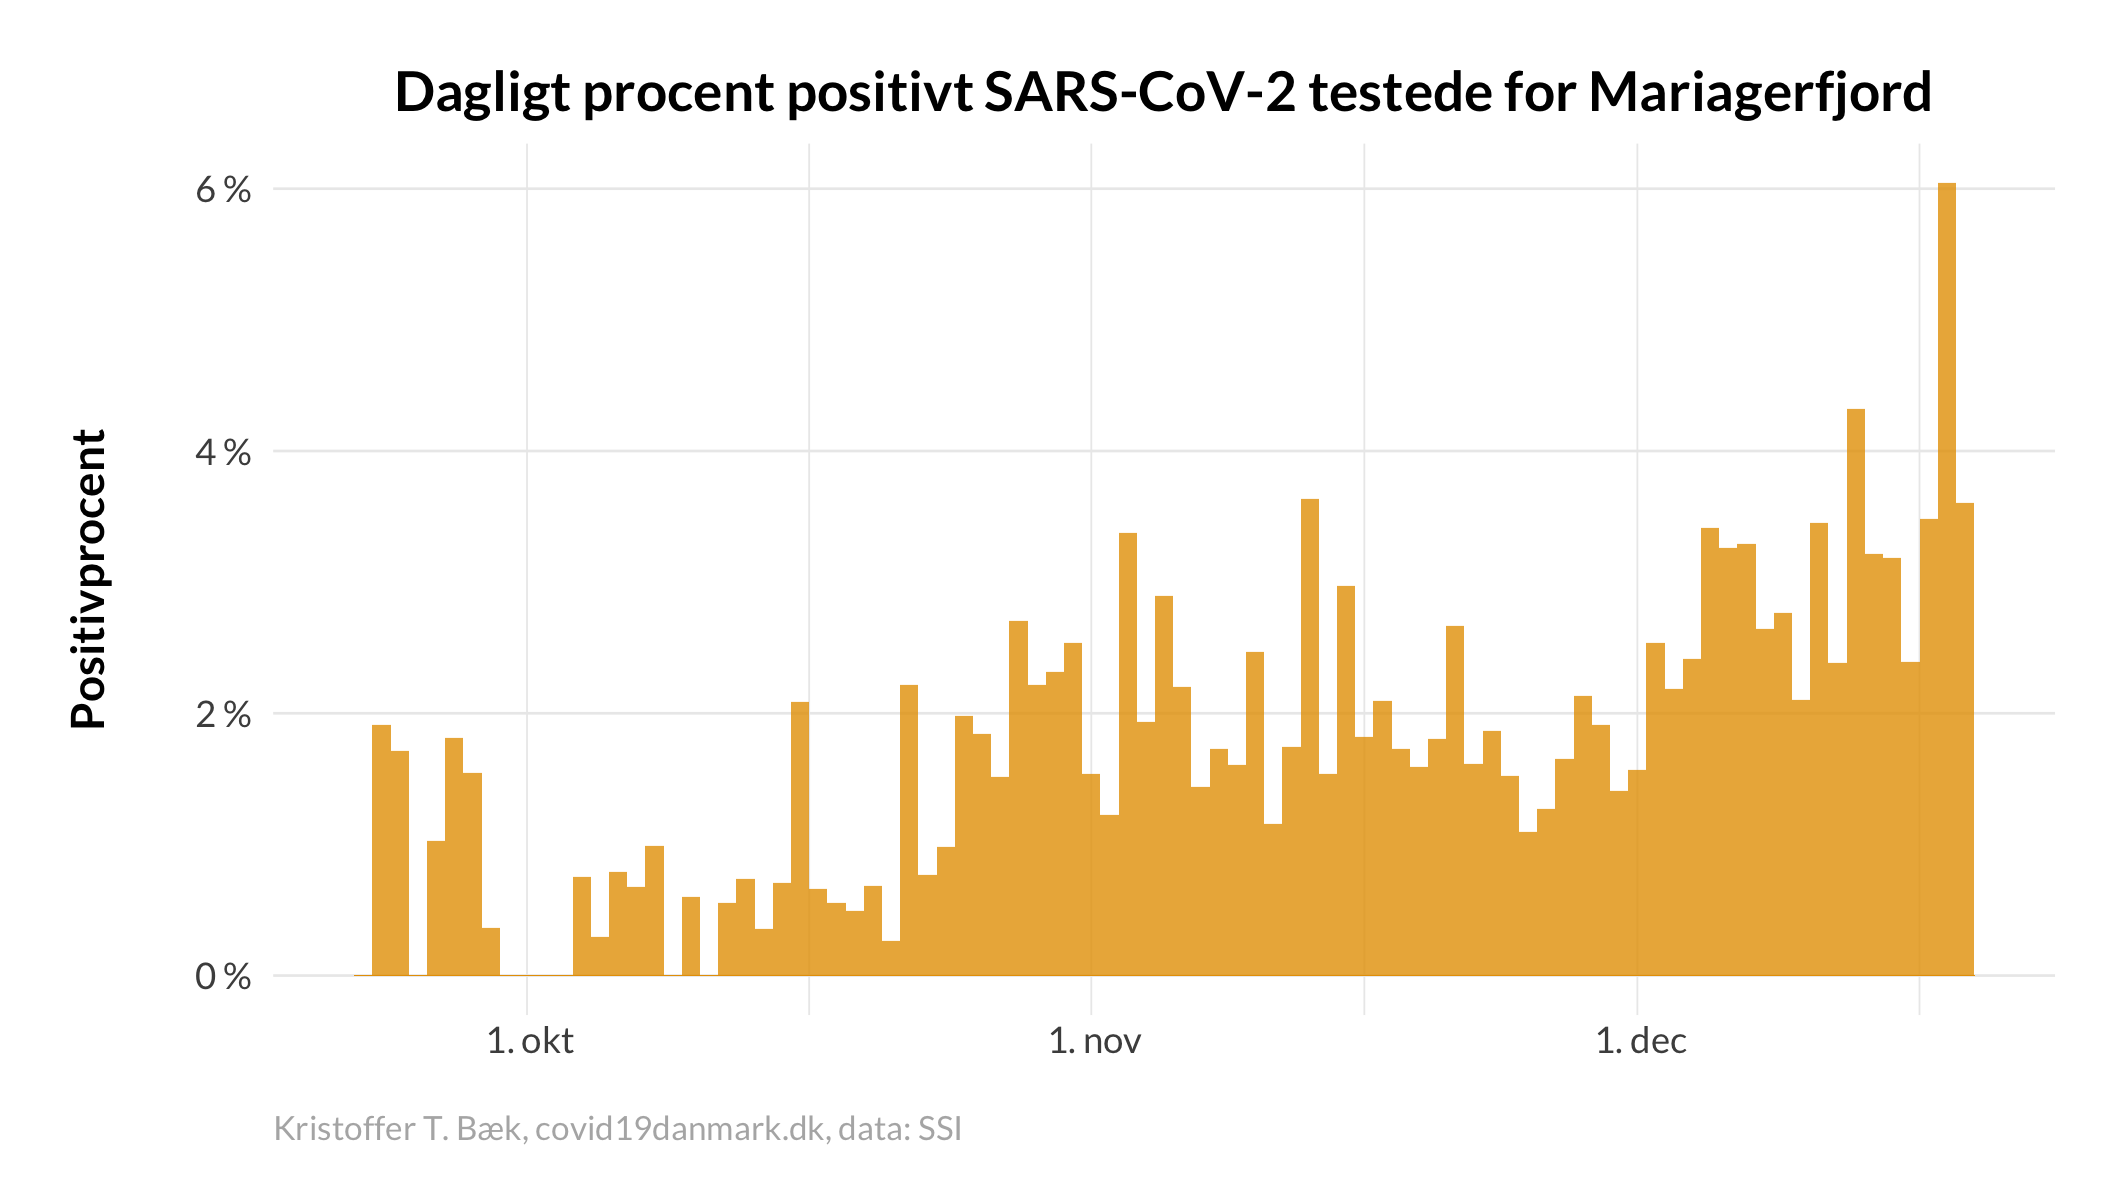 Dagligt procent positivt SARS-CoV-2 testede for Mariagerfjord
Positivprocent
6 %
4 %
2 %
0 %
1. okt
1. nov
1. dec
Kristoffer T. Bæk, covid19danmark.dk, data: SSI